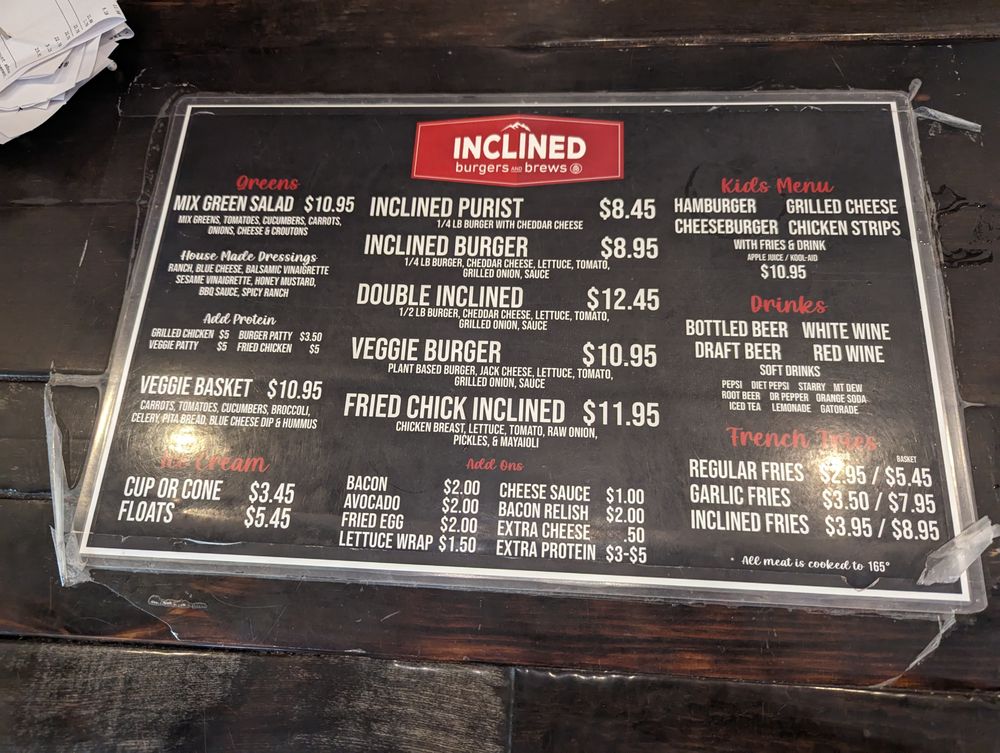 INCLINED
burgers AND brews
Greens
MIX GREEN SALAD $10.95
MIX GREENS, TOMATOES, CUCUMBERS, CARROTS,
ONIONS, CHEESE & CROUTONS
House Made Dressings
RANCH, BLUE CHEESE, BALSAMIC VINAIGRETTE
SESAME VINAIGRETTE, HONEY MUSTARD,
BBQ SAUCE, SPICY RANCH
Add Protein
GRILLED CHICKEN $5 BURGER PATTY $3.50
VEGGIE PATTY $5 FRIED CHICKEN $5
VEGGIE BASKET $10.95
CARROTS, TOMATOES, CUCUMBERS, BROCCOLI,
CELERY, PITA BREAD, BLUE CHEESE DIP & HUMMUS
Ice Cream
CUP OR CONE $3.45
FLOATS $5.45
INCLINED PURIST $8.45
1/4 LB BURGER WITH CHEDDAR CHEESE
INCLINED BURGER $8.95
1/4 LB BURGER, CHEDDAR CHEESE, LETTUCE, TOMATO,
GRILLED ONION, SAUCE
DOUBLE INCLINED $12.45
1/2 LB BURGER, CHEDDAR CHEESE, LETTUCE, TOMATO,
GRILLED ONION, SAUCE
VEGGIE BURGER $10.95
PLANT BASED BURGER, JACK CHEESE, LETTUCE, TOMATO,
GRILLED ONION, SAUCE
FRIED CHICK INCLINED $11.95
CHICKEN BREAST, LETTUCE, TOMATO, RAW ONION,
PICKLES, & MAYAIOLI
Add Ons
BACON $2.00 CHEESE SAUCE $1.00
AVOCADO $2.00 BACON RELISH $2.00
FRIED EGG $2.00 EXTRA CHEESE .50
LETTUCE WRAP $1.50 EXTRA PROTEIN $3-$5
Kids Menu
HAMBURGER GRILLED CHEESE
CHEESEBURGER CHICKEN STRIPS
WITH FRIES & DRINK
APPLE JUICE / KOOL-AID
$10.95
Drinks
BOTTLED BEER WHITE WINE
DRAFT BEER RED WINE
SOFT DRINKS
PEPSI DIET PEPSI STARRY MT DEW
ROOT BEER DR PEPPER ORANGE SODA
ICED TEA LEMONADE GATORADE
French Fries
BASKET
REGULAR FRIES $2.95 / $5.45
GARLIC FRIES $3.50 / $7.95
INCLINED FRIES $3.95 / $8.95
* All meat is cooked to 165°